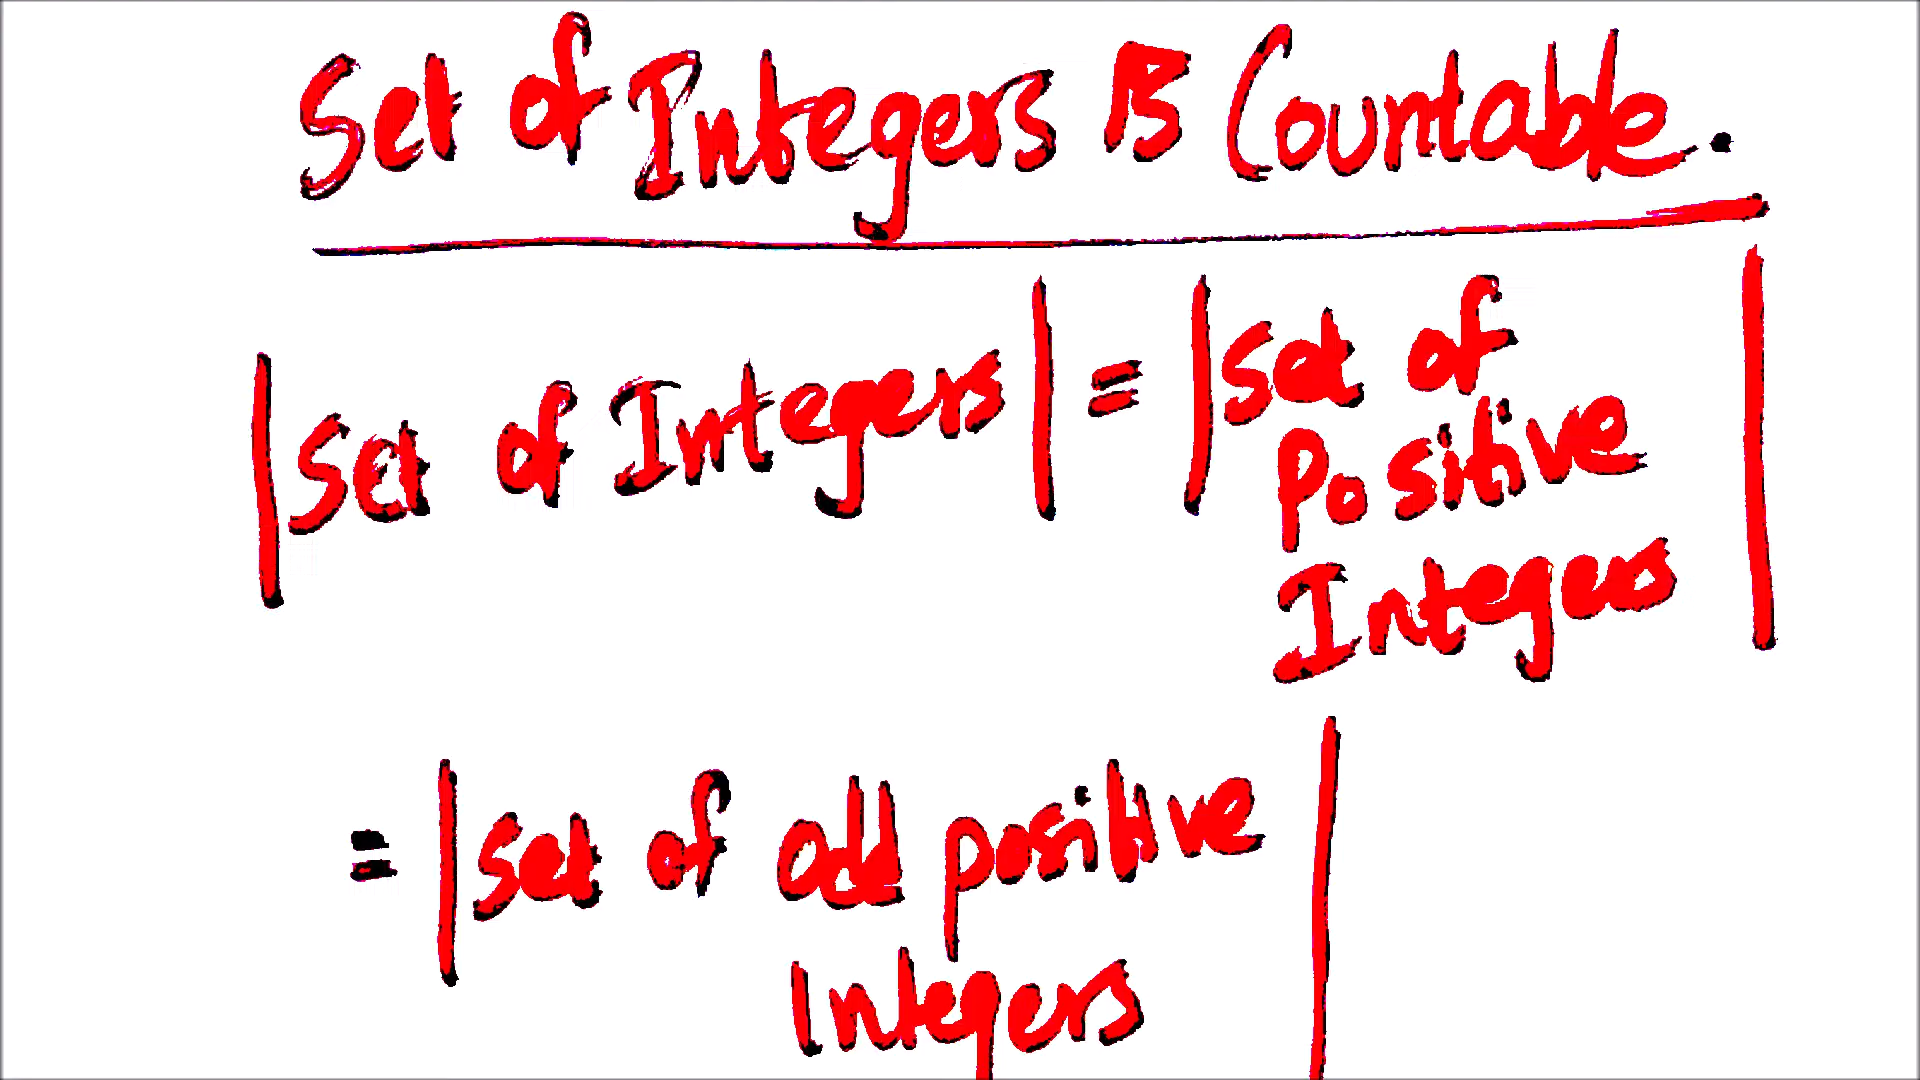 Set of Integers is Countable.
|Set of Integers| = |Set of
Positive
Integers|
= |Set of odd positive
Integers|